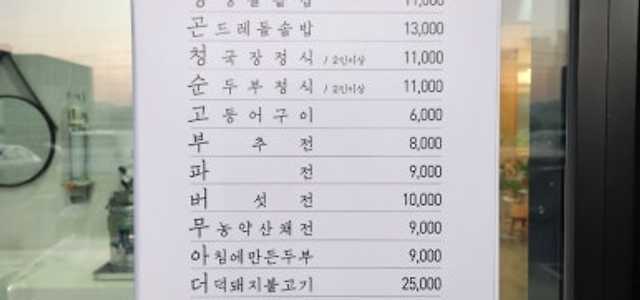 11,000
곤드레돌솥밥 13,000
청국장정식 / 2인이상 11,000
순두부정식 / 2인이상 11,000
고등어구이 6,000
부추전 8,000
파전 9,000
버섯전 10,000
무농약산채전 9,000
아침에만든두부 9,000
더덕돼지불고기 25,000